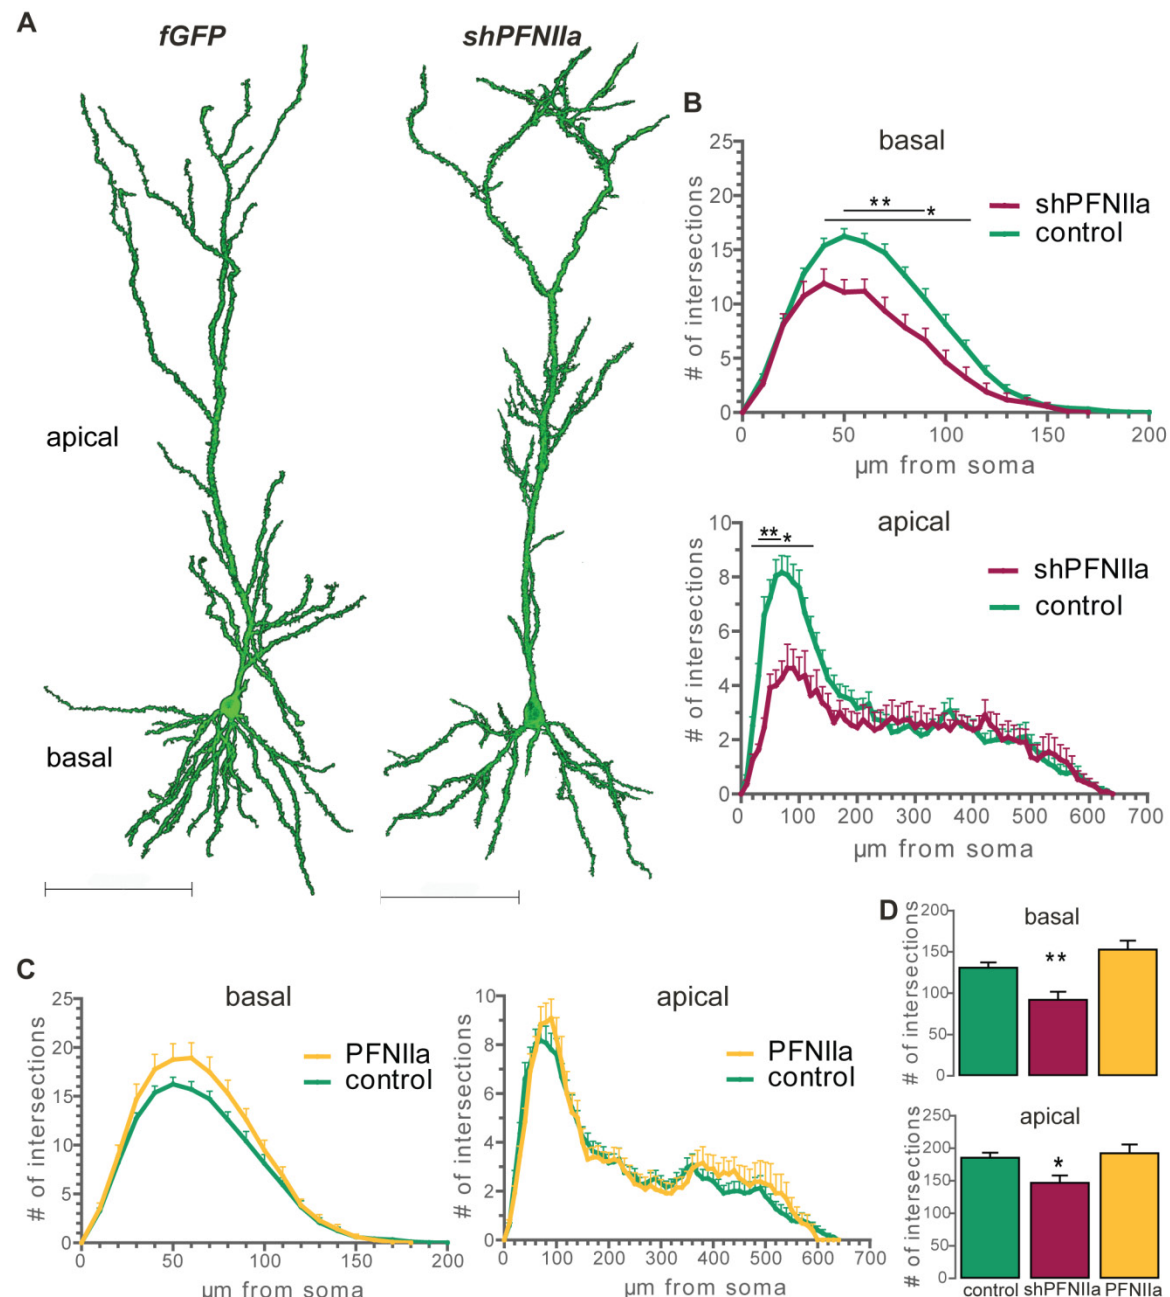 A
fGFP
shPFNIIa
apical
basal
B
basal
25
20
15
10
5
0
# of intersections
**
*
shPFNIIa
control
0 50 100 150 200
µm from soma
apical
10
8
6
4
2
0
# of intersections
**
*
shPFNIIa
control
0 100 200 300 400 500 600 700
µm from soma
C
basal
25
20
15
10
5
0
# of intersections
PFNIIa
control
0 50 100 150 200
µm from soma
apical
10
8
6
4
2
0
# of intersections
PFNIIa
control
0 100 200 300 400 500 600 700
µm from soma
D
basal
200
150
100
50
0
# of intersections
**
apical
250
200
150
100
50
0
# of intersections
*
control shPFNIIa PFNIIa